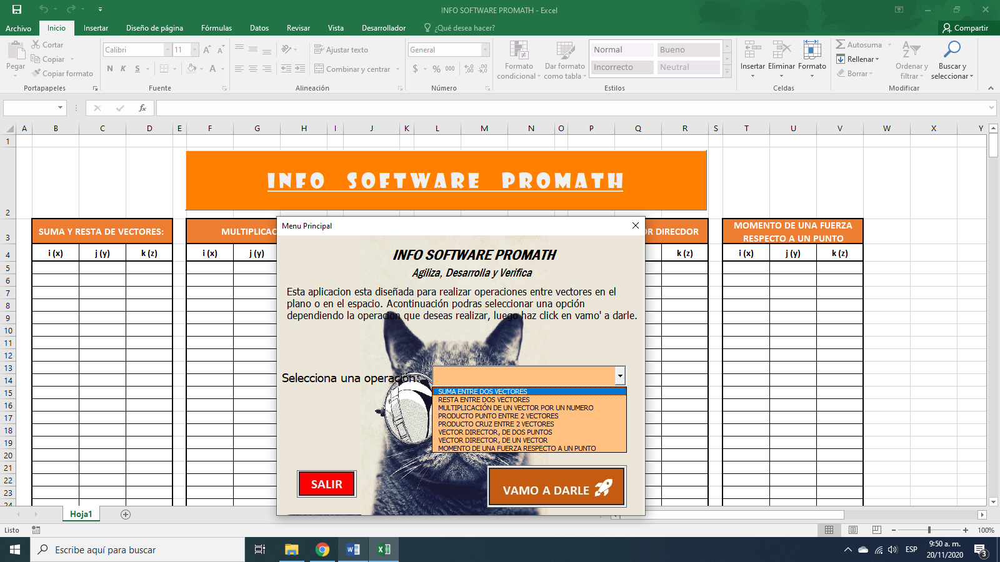 INFO SOFTWARE PROMATH - Excel
Archivo Inicio Insertar Diseño de página Fórmulas Datos Revisar Vista Desarrollador ¿Qué desea hacer? Compartir
Pegar
Cortar
Copiar
Copiar formato
Portapapeles
Calibri 11
N K S A
Fuente
Ajustar texto
Combinar y centrar
Alineación
General
$ % 000
Número
Formato condicional
Dar formato como tabla
Normal Bueno
Incorrecto Neutral
Estilos
Insertar Eliminar Formato
Celdas
Autosuma
Rellenar
Borrar
Ordenar y filtrar
Buscar y seleccionar
Modificar
fx
A B C D E F G H I J K L M N O P Q R S T U V W X Y
1
INFO SOFTWARE PROMATH
2
3 SUMA Y RESTA DE VECTORES: MULTIPLICAC OR DIRECDOR MOMENTO DE UNA FUERZA RESPECTO A UN PUNTO
4 i (x) j (y) k (z) i (x) j (y) k (z) i (x) j (y) k (z)
5
6
7
8
9
10
11
12
13
14
15
16
17
18
19
20
21
22
23
24
Menu Principal
INFO SOFTWARE PROMATH
Agiliza, Desarrolla y Verifica
Esta aplicacion esta diseñada para realizar operaciones entre vectores en el
plano o en el espacio. Acontinuación podras seleccionar una opción
dependiendo la operacion que deseas realizar, luego haz click en vamo' a darle.
Selecciona una operacion:
SUMA ENTRE DOS VECTORES
RESTA ENTRE DOS VECTORES
MULTIPLICACIÓN DE UN VECTOR POR UN NUMERO
PRODUCTO PUNTO ENTRE 2 VECTORES
PRODUCTO CRUZ ENTRE 2 VECTORES
VECTOR DIRECTOR, DE DOS PUNTOS
VECTOR DIRECTOR, DE UN VECTOR
MOMENTO DE UNA FUERZA RESPECTO A UN PUNTO
SALIR
VAMO A DARLE
Hoja1
Listo 100%
Escribe aquí para buscar
ESP
9:50 a. m.
20/11/2020
3